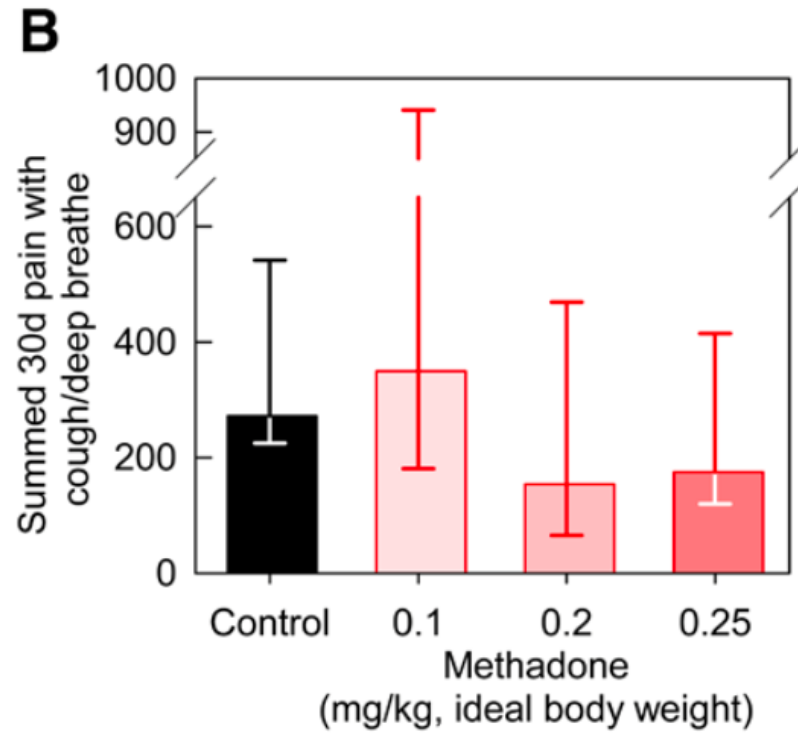 B
1000
900
600
400
200
0
Summed 30d pain with
cough/deep breathe
Control 0.1 0.2 0.25
Methadone
(mg/kg, ideal body weight)